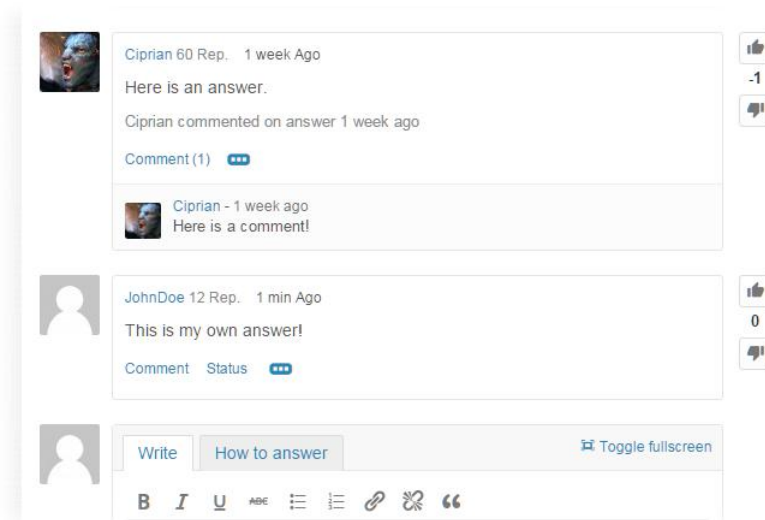 Ciprian 60 Rep. 1 week Ago
Here is an answer.
-1
Ciprian commented on answer 1 week ago
Comment (1)
Ciprian - 1 week ago
Here is a comment!
JohnDoe 12 Rep. 1 min Ago
This is my own answer!
0
Comment Status
Write How to answer Toggle fullscreen
B I U ABC